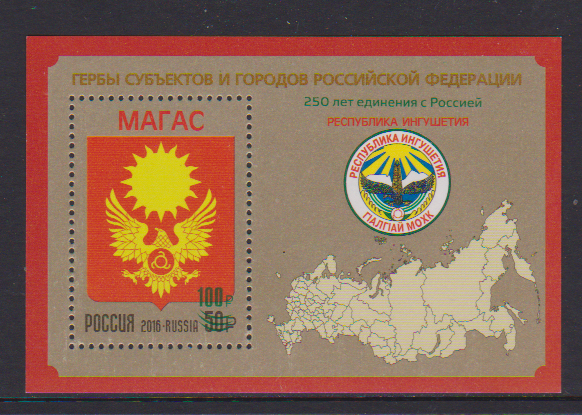 ГЕРБЫ СУБЪЕКТОВ И ГОРОДОВ РОССИЙСКОЙ ФЕДЕРАЦИИ
250 лет единения с Россией
РЕСПУБЛИКА ИНГУШЕТИЯ
МАГАС
РЕСПУБЛИКА ИНГУШЕТИЯ
ГІАЛГІАЙ МОХК
100₽
РОССИЯ 2016·RUSSIA 50₽